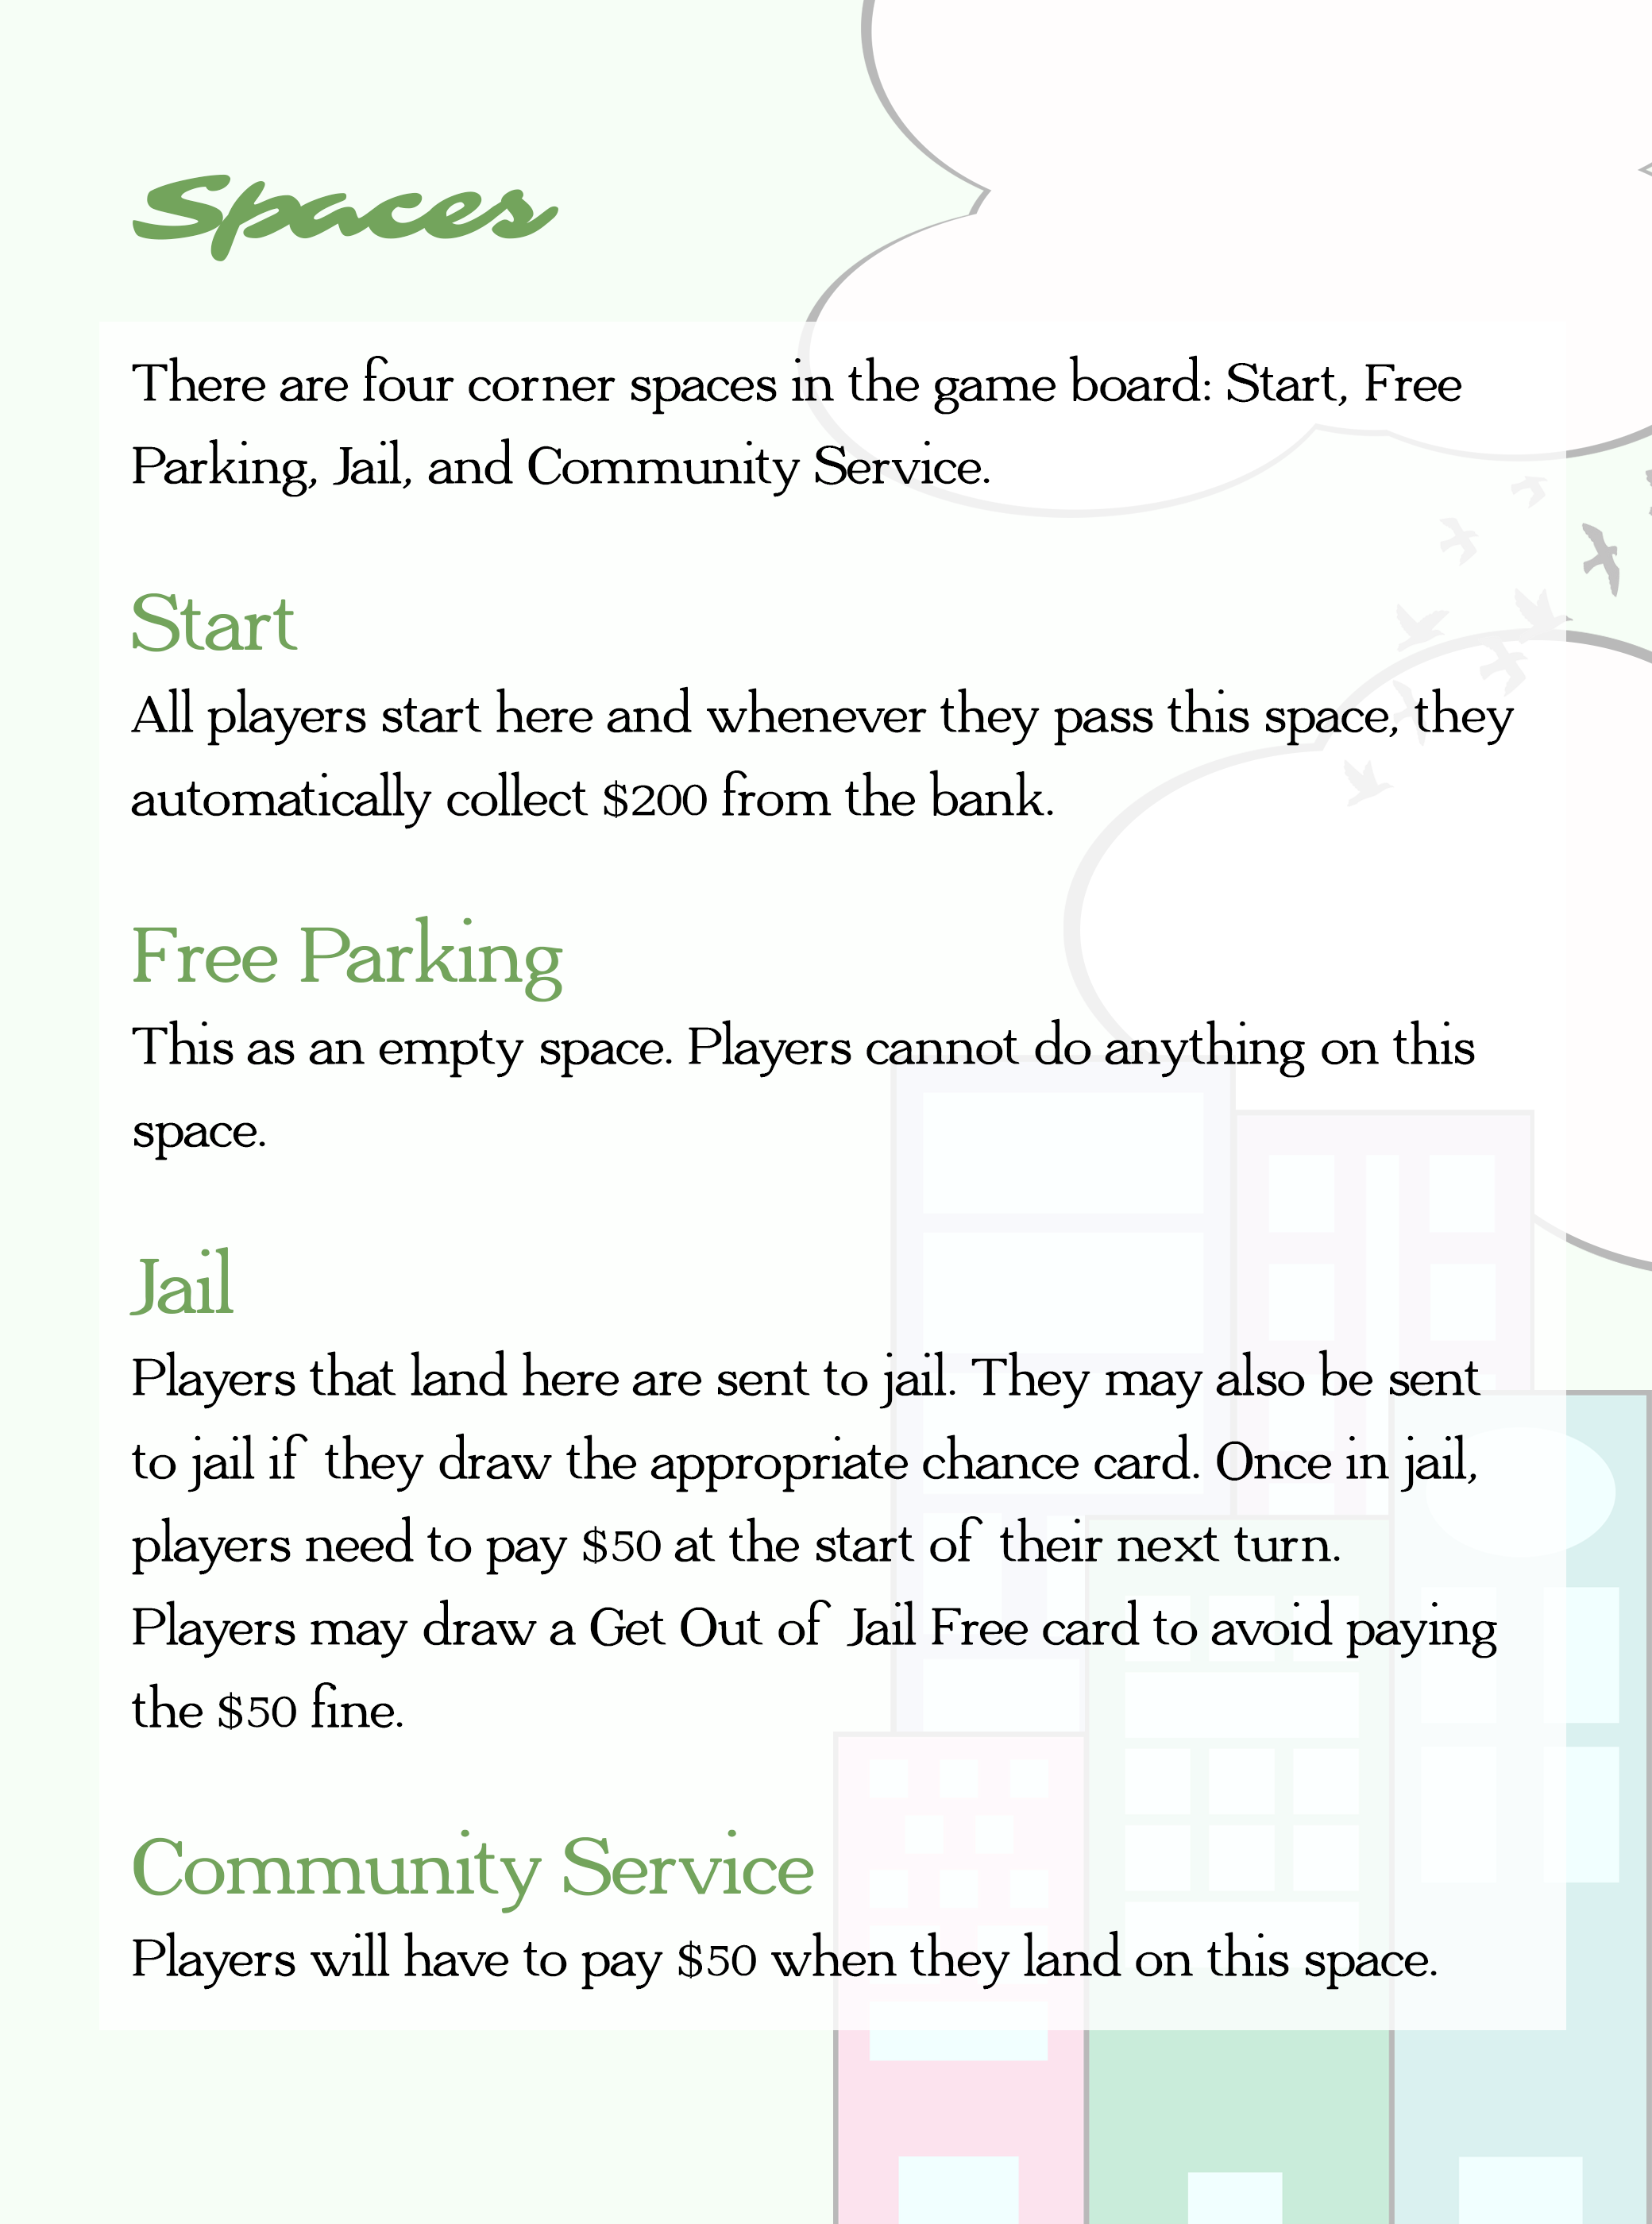 Spaces
There are four corner spaces in the game board: Start, Free
Parking, Jail, and Community Service.
Start
All players start here and whenever they pass this space, they
automatically collect $200 from the bank.
Free Parking
This as an empty space. Players cannot do anything on this
space.
Jail
Players that land here are sent to jail. They may also be sent
to jail if they draw the appropriate chance card. Once in jail,
players need to pay $50 at the start of their next turn.
Players may draw a Get Out of Jail Free card to avoid paying
the $50 fine.
Community Service
Players will have to pay $50 when they land on this space.